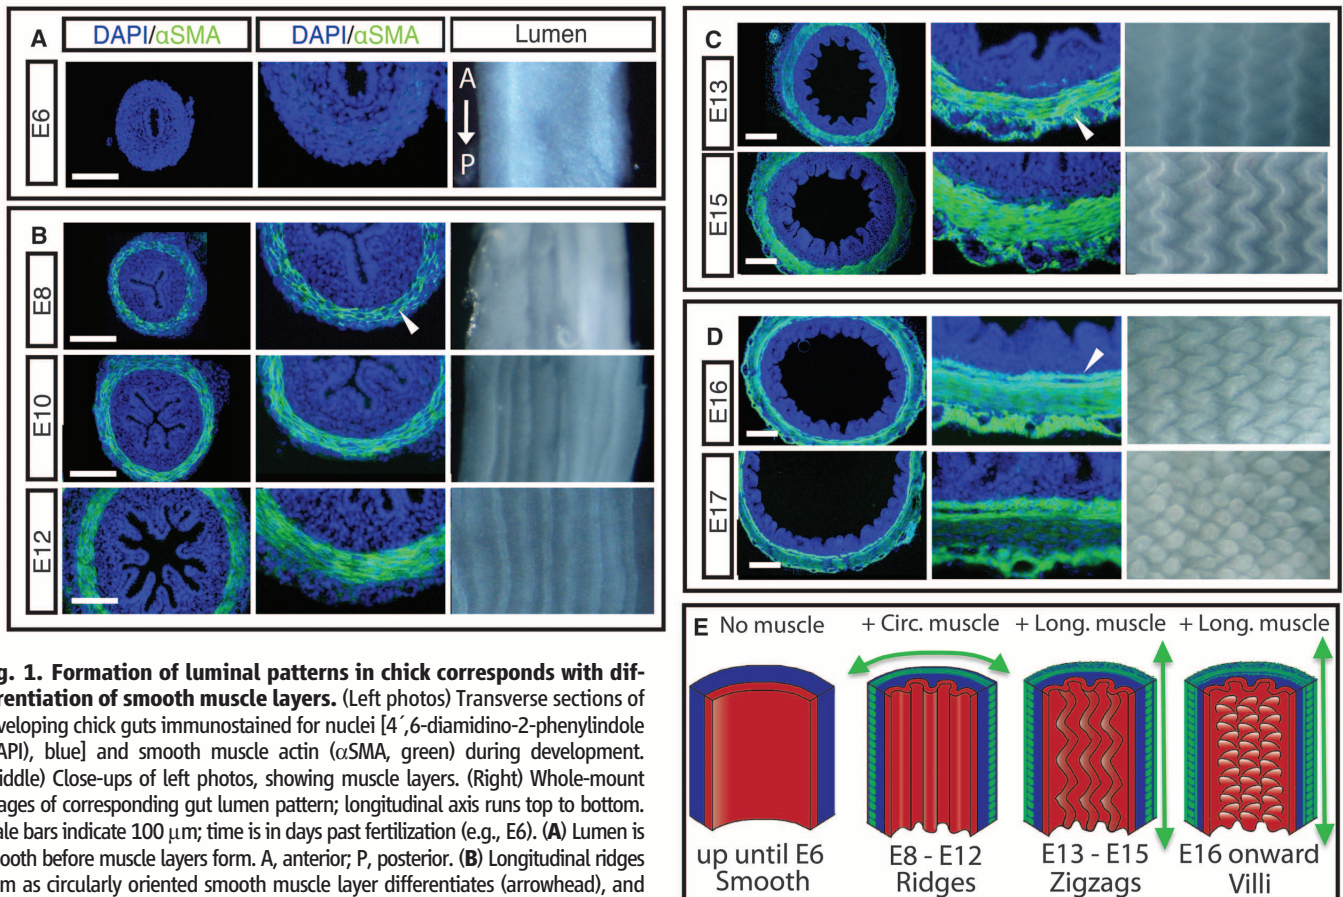 A DAPI/αSMA DAPI/αSMA Lumen
E6
A
P
B
E8
E10
E12
C
E13
E15
D
E16
E17
E No muscle + Circ. muscle + Long. muscle + Long. muscle
up until E6 E8 - E12 E13 - E15 E16 onward
Smooth Ridges Zigzags Villi
g. 1. Formation of luminal patterns in chick corresponds with dif-
rentiation of smooth muscle layers. (Left photos) Transverse sections of
veloping chick guts immunostained for nuclei [4´,6-diamidino-2-phenylindole
API), blue] and smooth muscle actin (αSMA, green) during development.
iddle) Close-ups of left photos, showing muscle layers. (Right) Whole-mount
ages of corresponding gut lumen pattern; longitudinal axis runs top to bottom.
ale bars indicate 100 μm; time is in days past fertilization (e.g., E6). (A) Lumen is
ooth before muscle layers form. A, anterior; P, posterior. (B) Longitudinal ridges
m as circularly oriented smooth muscle layer differentiates (arrowhead), and